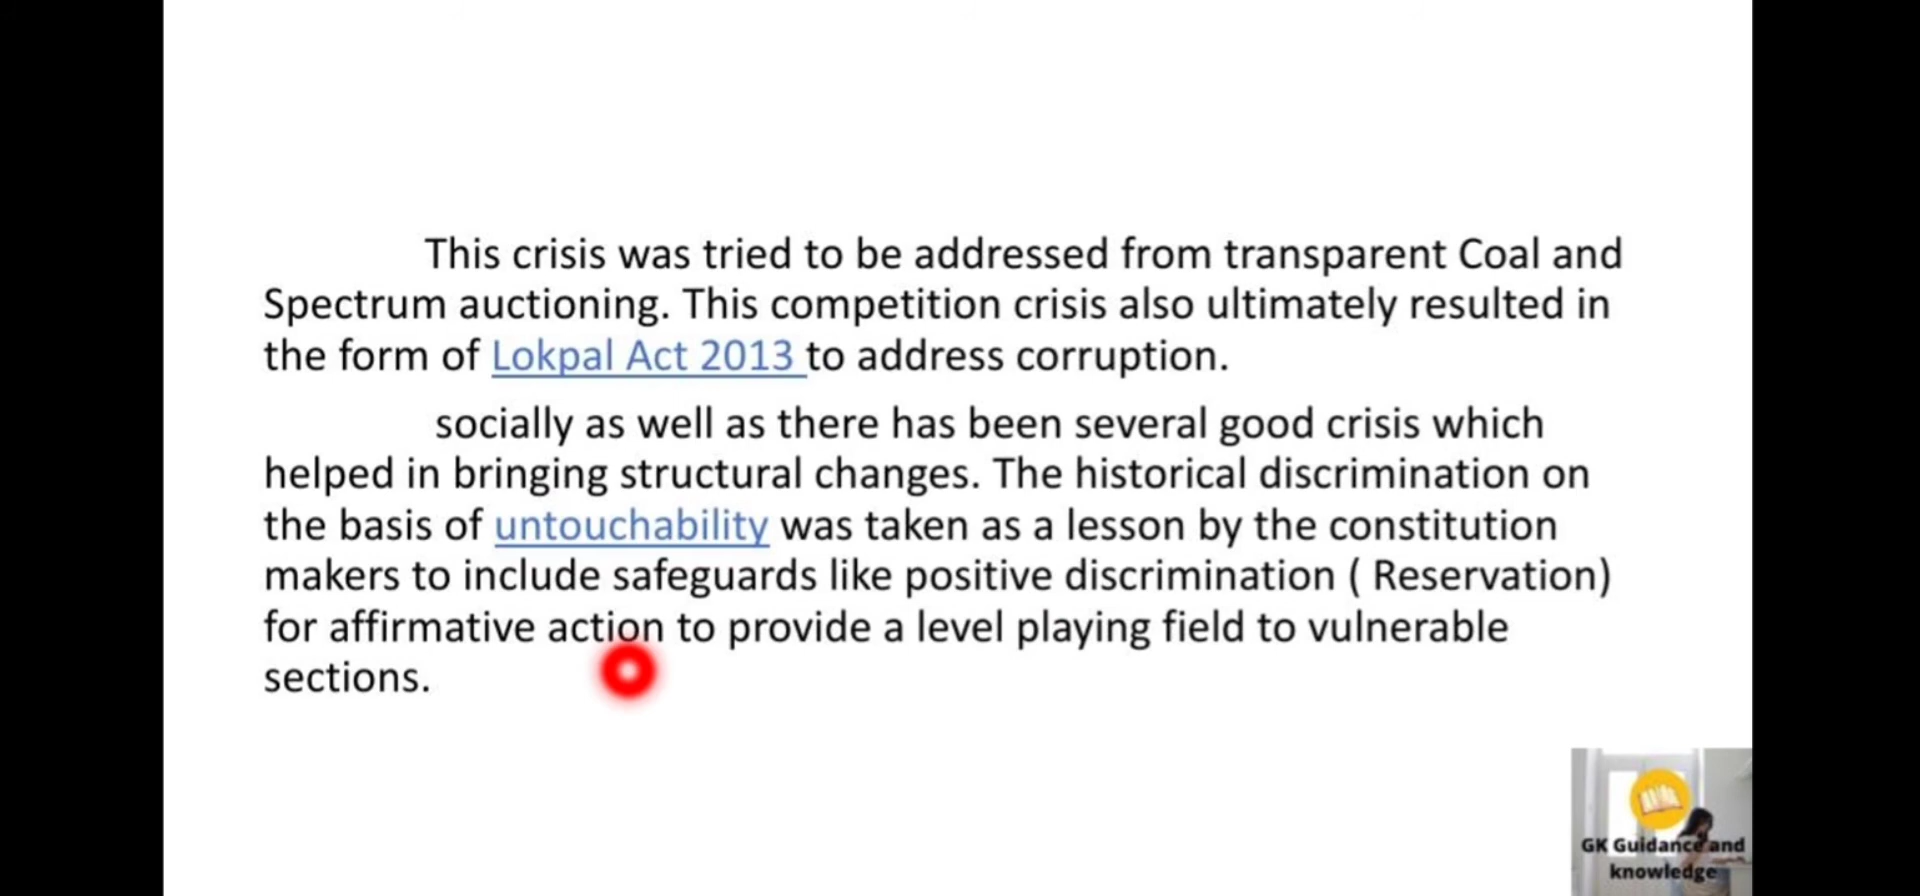 This crisis was tried to be addressed from transparent Coal and
Spectrum auctioning. This competition crisis also ultimately resulted in
the form of Lokpal Act 2013 to address corruption.
socially as well as there has been several good crisis which
helped in bringing structural changes. The historical discrimination on
the basis of untouchability was taken as a lesson by the constitution
makers to include safeguards like positive discrimination ( Reservation)
for affirmative action to provide a level playing field to vulnerable
sections.
GK Guidance and
knowledge